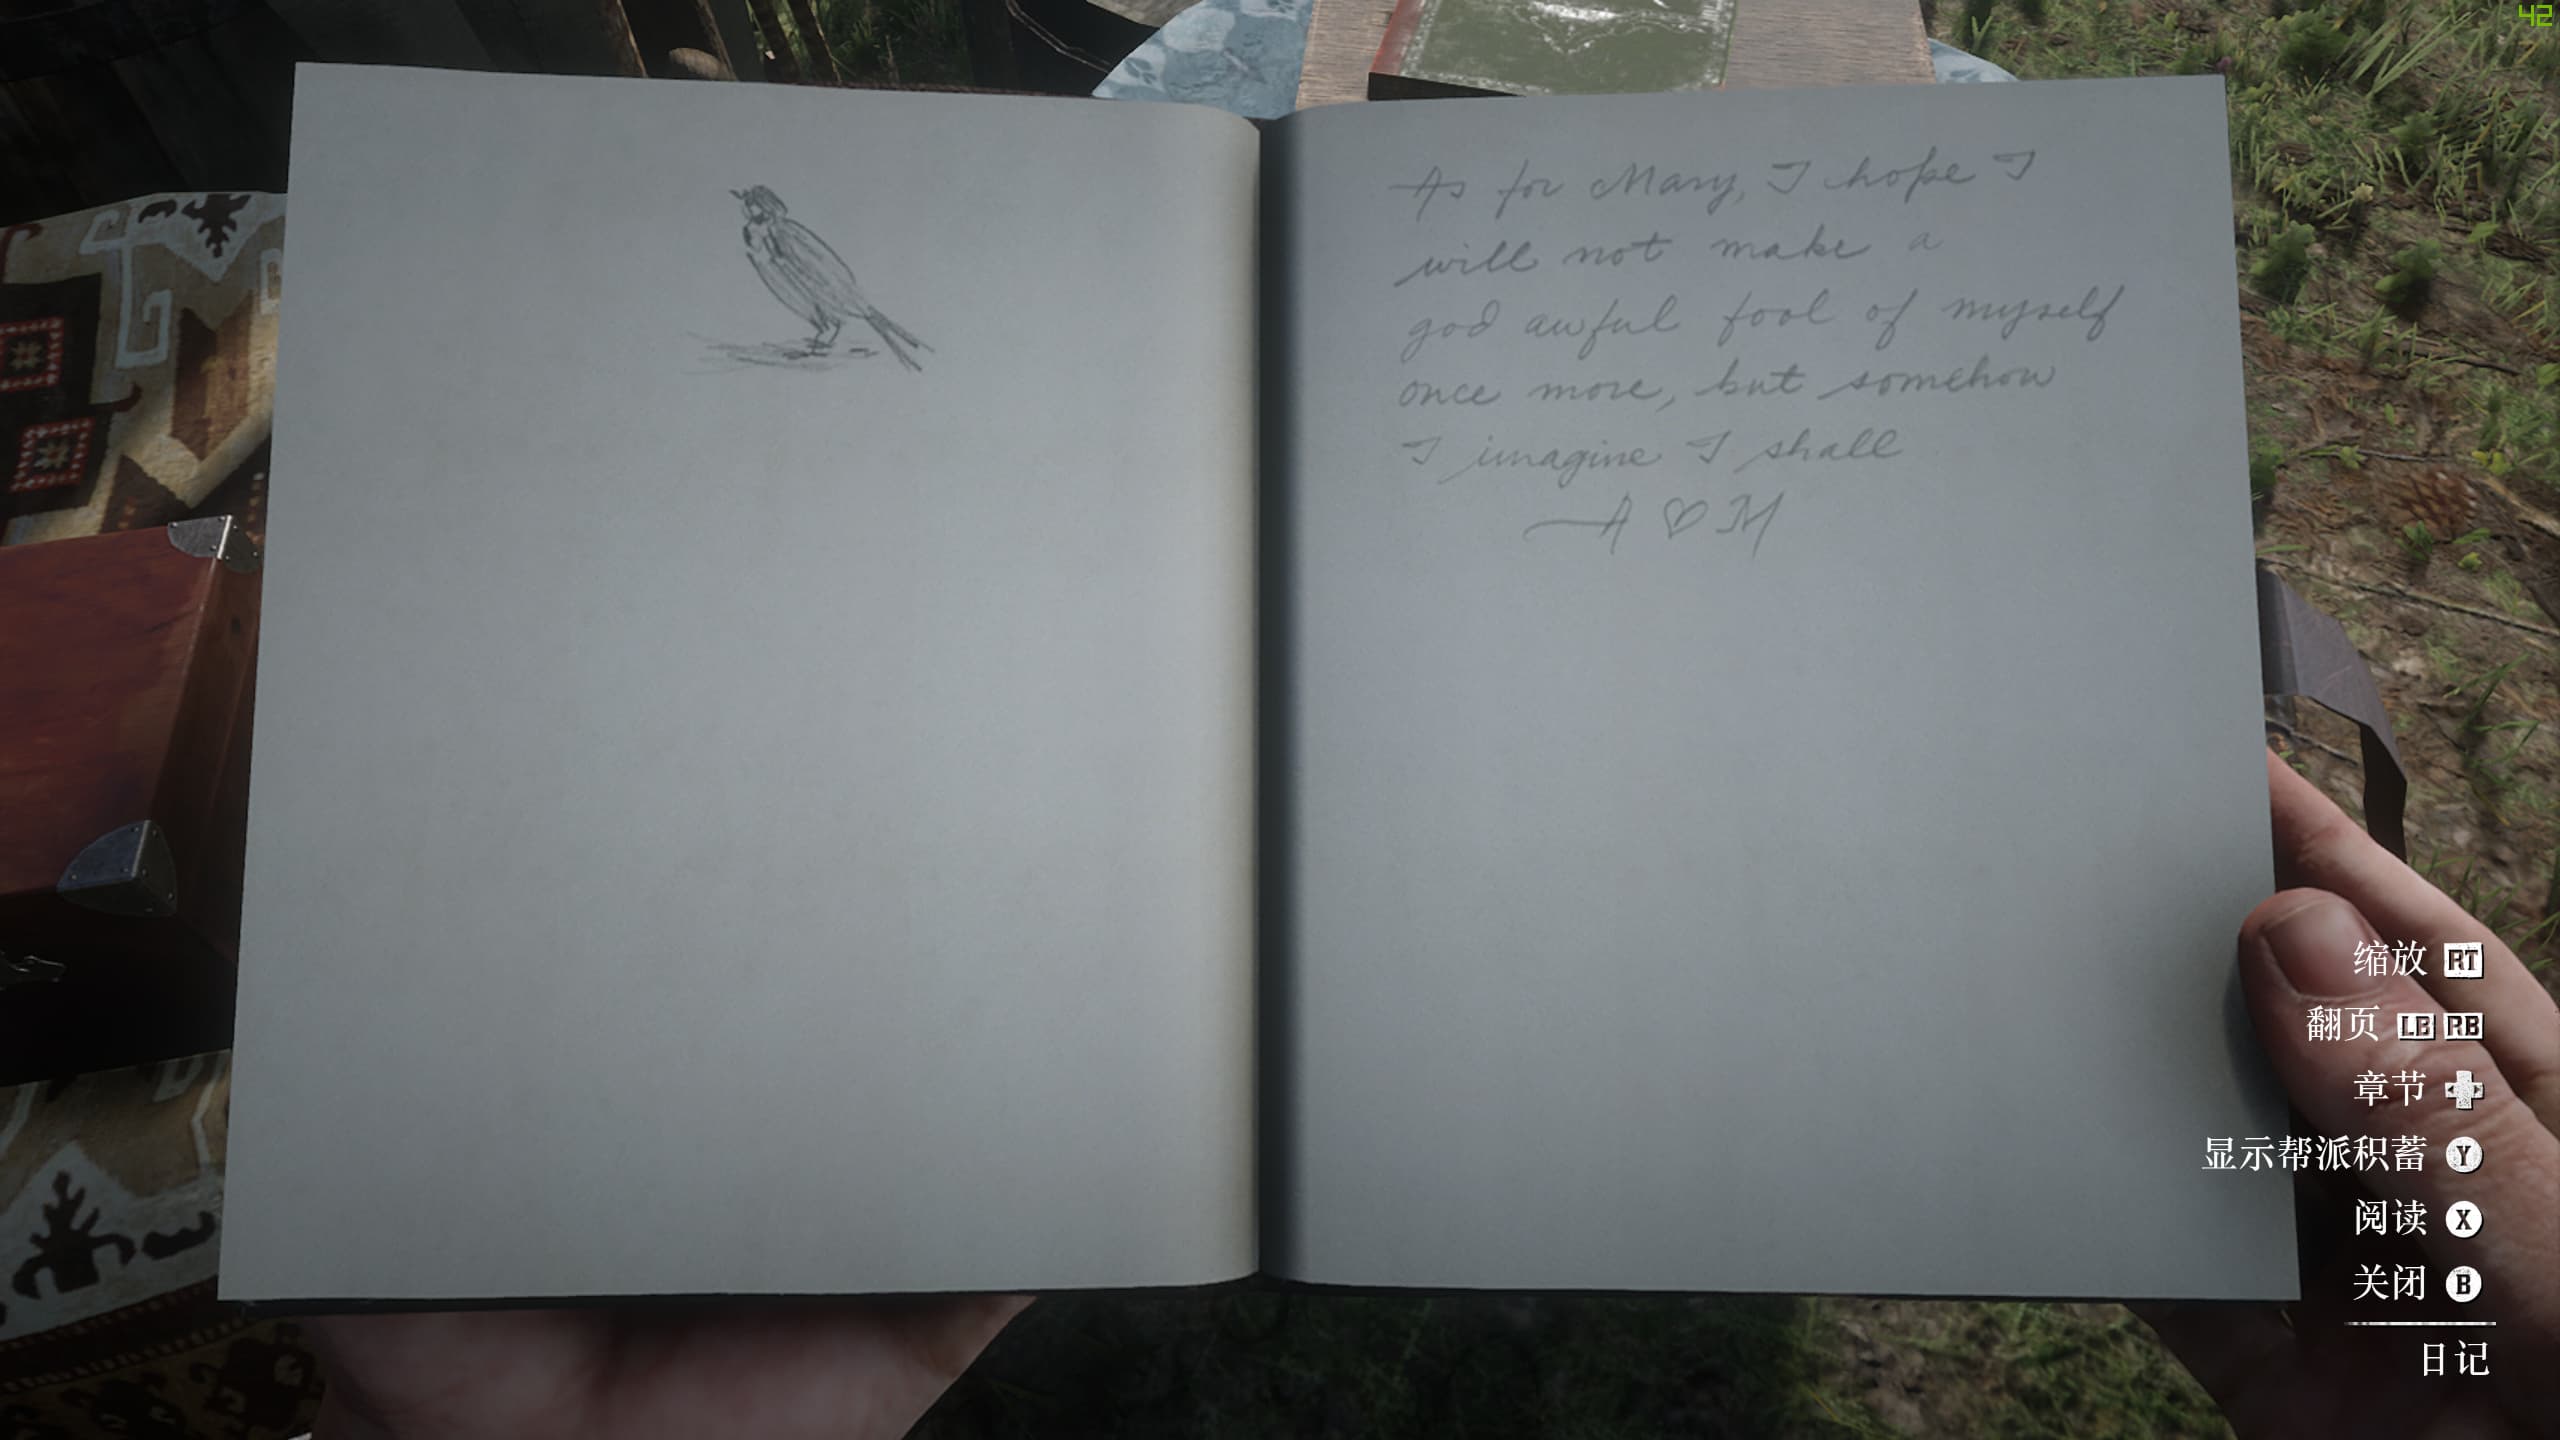 42
As for Mary, I hope I
will not make a
god awful fool of myself
once more, but somehow
I imagine I shall
—A ♡ M
缩放 RT
翻页 LB RB
章节
显示帮派积蓄 Y
阅读 X
关闭 B
日记